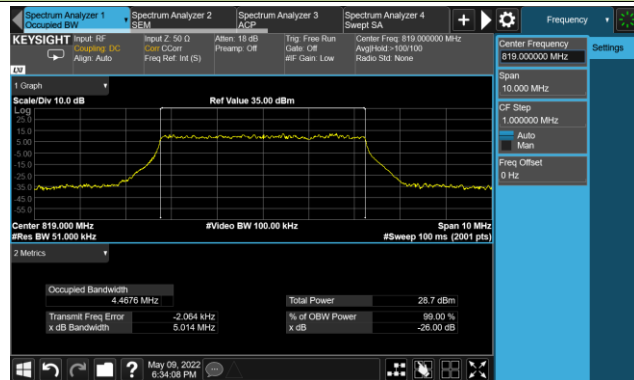 Spectrum Analyzer 1
Occupied BW
Spectrum Analyzer 2
SEM
Spectrum Analyzer 3
ACP
Spectrum Analyzer 4
Swept SA
Frequency
KEYSIGHT
Input: RF
Coupling: DC
Align: Auto
Input Z: 50 Ω
Corr CCorr
Freq Ref: Int (S)
Atten: 18 dB
Preamp: Off
Trig: Free Run
Gate: Off
#IF Gain: Low
Center Freq: 819.000000 MHz
Avg|Hold:>100/100
Radio Std: None
LM
Center Frequency
819.000000 MHz
Settings
Span
10.000 MHz
CF Step
1.000000 MHz
Auto
Man
Freq Offset
0 Hz
1 Graph
Scale/Div 10.0 dB
Ref Value 35.00 dBm
Log
25.0
15.0
5.00
-5.00
-15.0
-25.0
-35.0
-45.0
-55.0
Center 819.000 MHz
#Video BW 100.00 kHz
Span 10 MHz
#Res BW 51.000 kHz
#Sweep 100 ms (2001 pts)
2 Metrics
Occupied Bandwidth
4.4676 MHz
Total Power
28.7 dBm
Transmit Freq Error
-2.064 kHz
% of OBW Power
99.00 %
x dB Bandwidth
5.014 MHz
x dB
-26.00 dB
May 09, 2022
6:34:08 PM